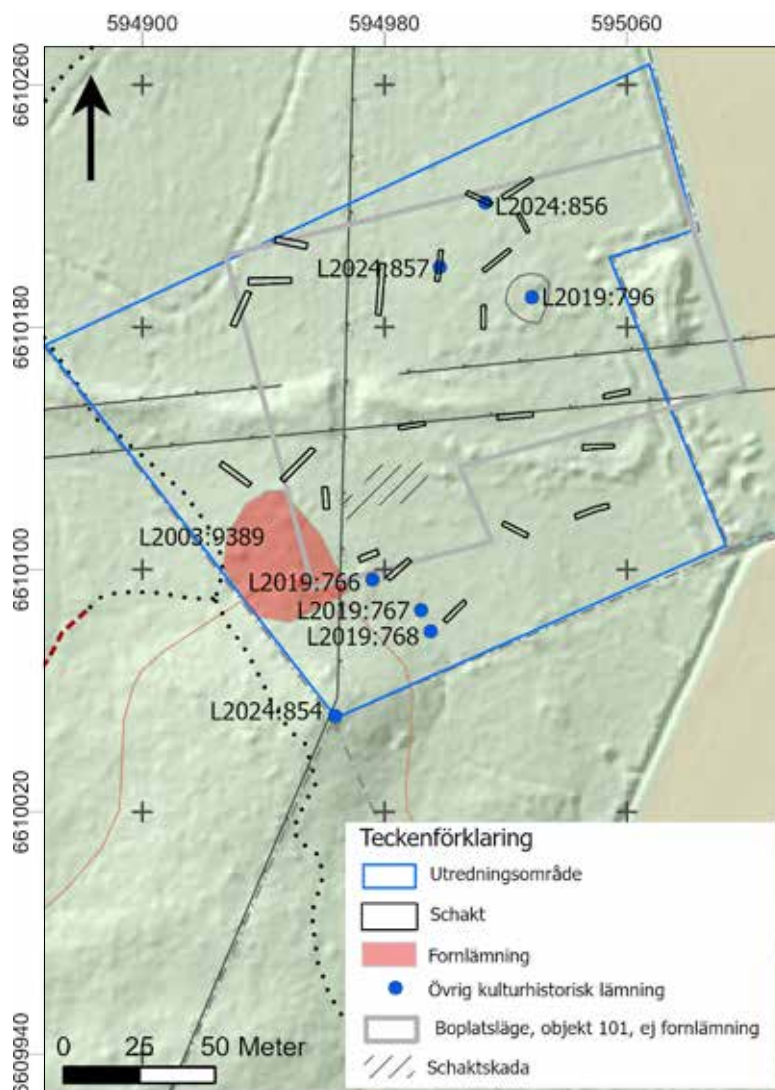 594900 594980 595060
6610260
L2024:856
L2024:857
L2019:796
6610180
L2003:9389
6610100
L2019:766
L2019:767
L2019:768
L2024:854
6610020
Teckenförklaring
Utredningsområde
Schakt
Fornlämning
Övrig kulturhistorisk lämning
Boplatsläge, objekt 101, ej fornlämning
Schaktskada
6609940
0 25 50 Meter